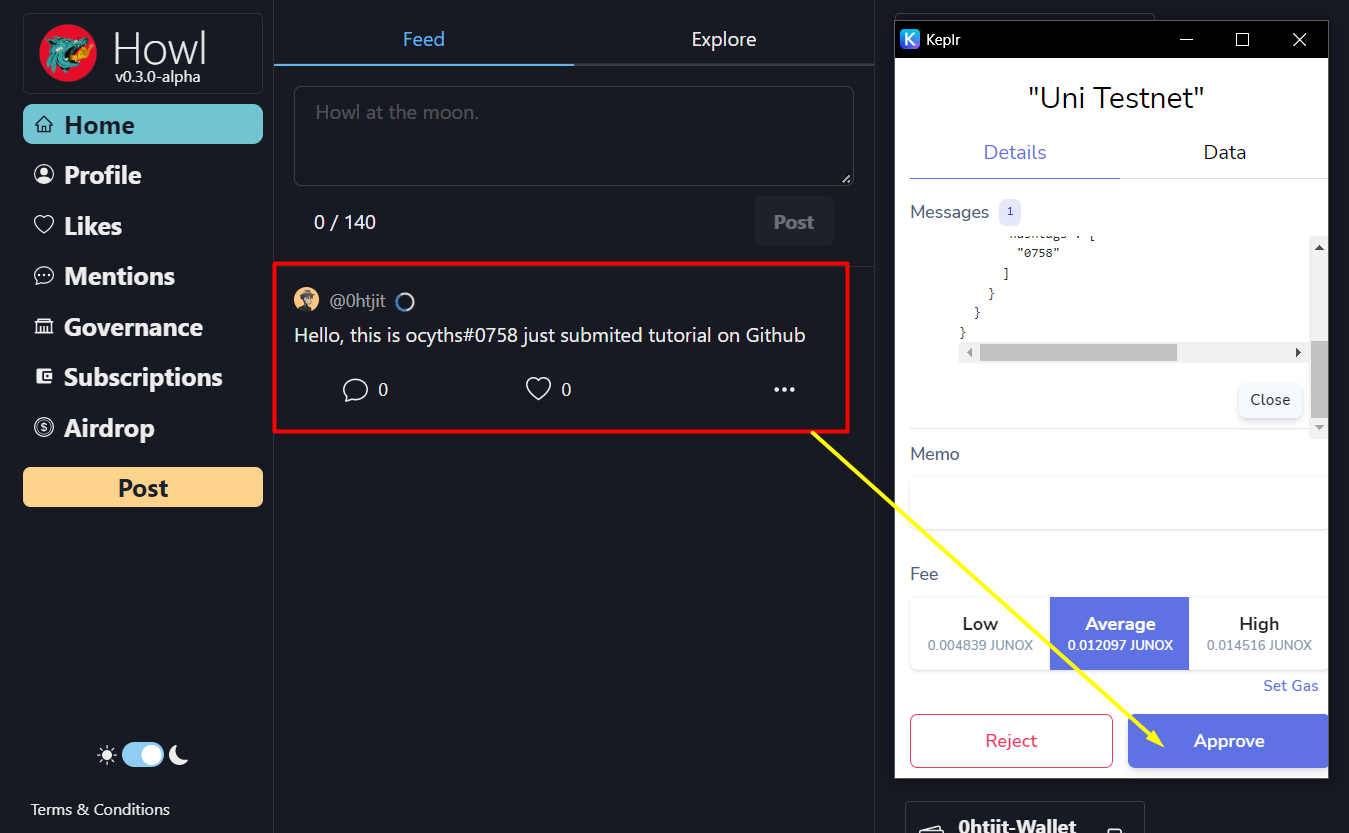 Howl
v0.3.0-alpha
Home
Profile
Likes
Mentions
Governance
Subscriptions
Airdrop
Post
Terms & Conditions
Feed
Explore
Howl at the moon.
0 / 140
Post
@0htjit
Hello, this is ocyths#0758 just submited tutorial on Github
0
0
Keplr
"Uni Testnet"
Details
Data
Messages 1
"hashtags": [
"0758"
]
}
}
}
Close
Memo
Fee
Low
0.004839 JUNOX
Average
0.012097 JUNOX
High
0.014516 JUNOX
Set Gas
Reject
Approve
0htjit-Wallet